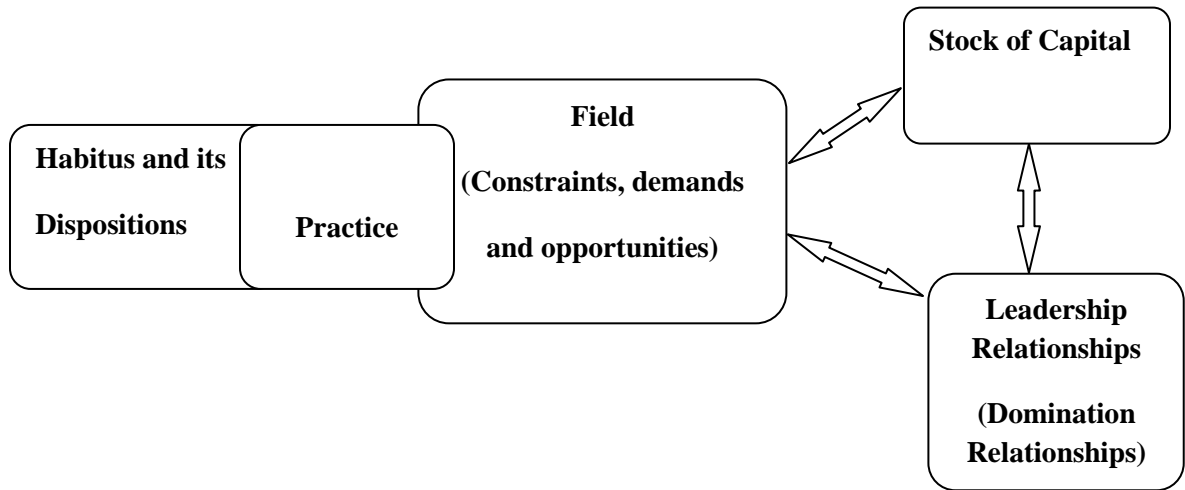 Habitus and its
Dispositions
Practice
Field
(Constraints, demands
and opportunities)
Stock of Capital
Leadership
Relationships
(Domination
Relationships)